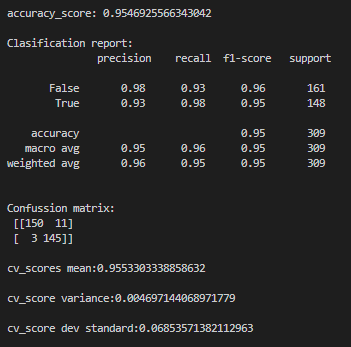 accuracy_score: 0.9546925566343042
Clasification report:
precision recall f1-score support
False 0.98 0.93 0.96 161
True 0.93 0.98 0.95 148
accuracy 0.95 309
macro avg 0.95 0.96 0.95 309
weighted avg 0.96 0.95 0.95 309
Confussion matrix:
[[150 11]
[ 3 145]]
cv_scores mean:0.9553303338858632
cv_score variance:0.004697144068971779
cv_score dev standard:0.06853571382112963